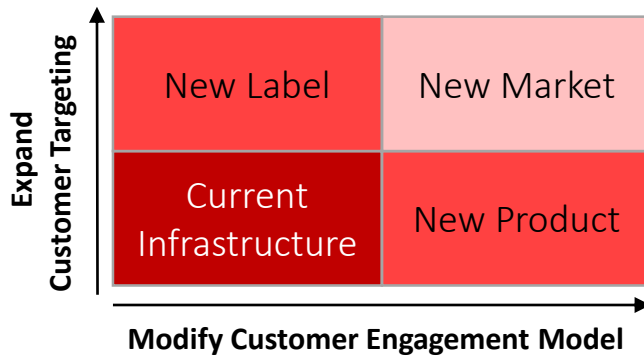 Expand
Customer Targeting
New Label
New Market
Current
Infrastructure
New Product
Modify Customer Engagement Model